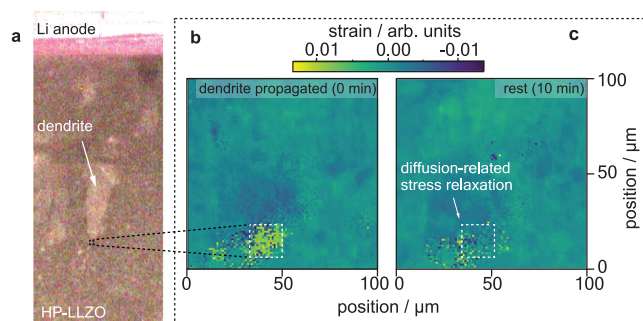 a
Li anode
dendrite
HP-LLZO
strain / arb. units
0.01 0.00 -0.01
b
c
dendrite propagated (0 min)
rest (10 min)
diffusion-related
stress relaxation
100
50
0
position / µm
0 50 100
0 50 100
position / µm